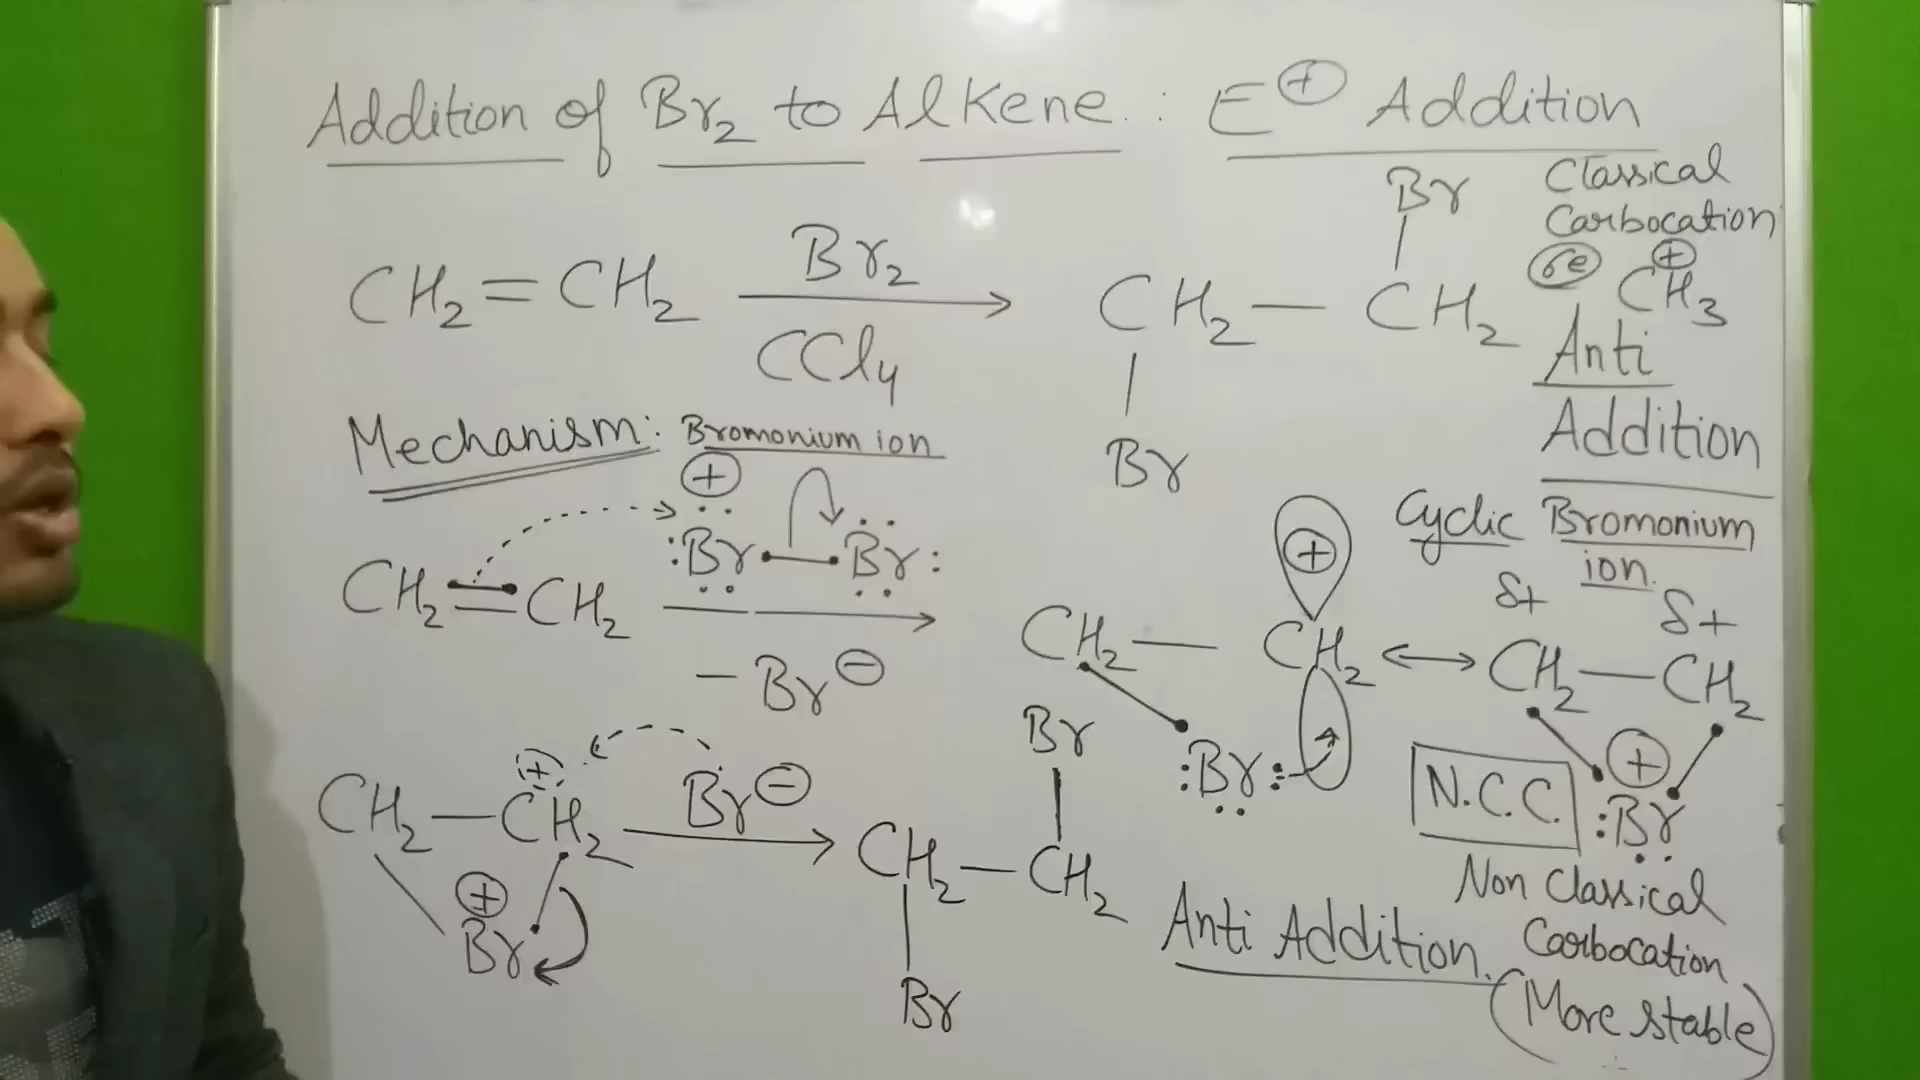 Addition of Br2 to Alkene : E⊕ Addition
Br
Classical
Carbocation
CH2=CH2 Br2 CCl4 → CH2—CH2
6e ⊕
CH3
Br
Anti
Addition
Mechanism: Bromonium ion
⊕
:Br—Br:
CH2=CH2 →
-Br⊖
Cyclic Bromonium
ion.
⊕
CH2—CH2 ↔ CH2—CH2
δ+ δ+
:Br:
⊕
:Br
N.C.C.
Non Classical
Carbocation
(More stable)
⊕
CH2—CH2 Br⊖ → CH2—CH2
⊕
Br
Br
Br
Anti Addition.